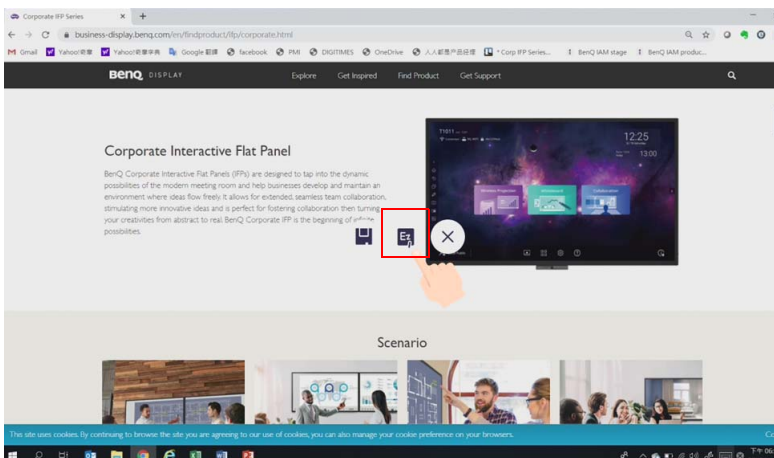 Corporate IFP Series
business-display.benq.com/en/findproduct/ifp/corporate.html
Gmail Yahoo!奇摩 Yahoo!奇摩字典 Google 翻譯 facebook PMI DIGITIMES OneDrive * Corp IFP Series... BenQ IAM stage BenQ IAM produc...
BenQ DISPLAY Explore Get Inspired Find Product Get Support
Corporate Interactive Flat Panel
BenQ Corporate Interactive Flat Panels (IFPs) are designed to tap into the dynamic
possibilities of the modern meeting room and help businesses develop and maintain an
environment where ideas flow freely. It allows for extended, seamless team collaboration,
stimulating more innovative ideas and is perfect for fostering collaboration then turning
your creativities from abstract to real. BenQ Corporate IFP is the beginning of infinite
possibilities.
T1011
12:25
13:00
Wireless Projection Whiteboard Collaboration
Ez
Scenario
This site uses cookies. By continuing to browse the site you are agreeing to our use of cookies, you can also manage your cookie preference on your browsers.